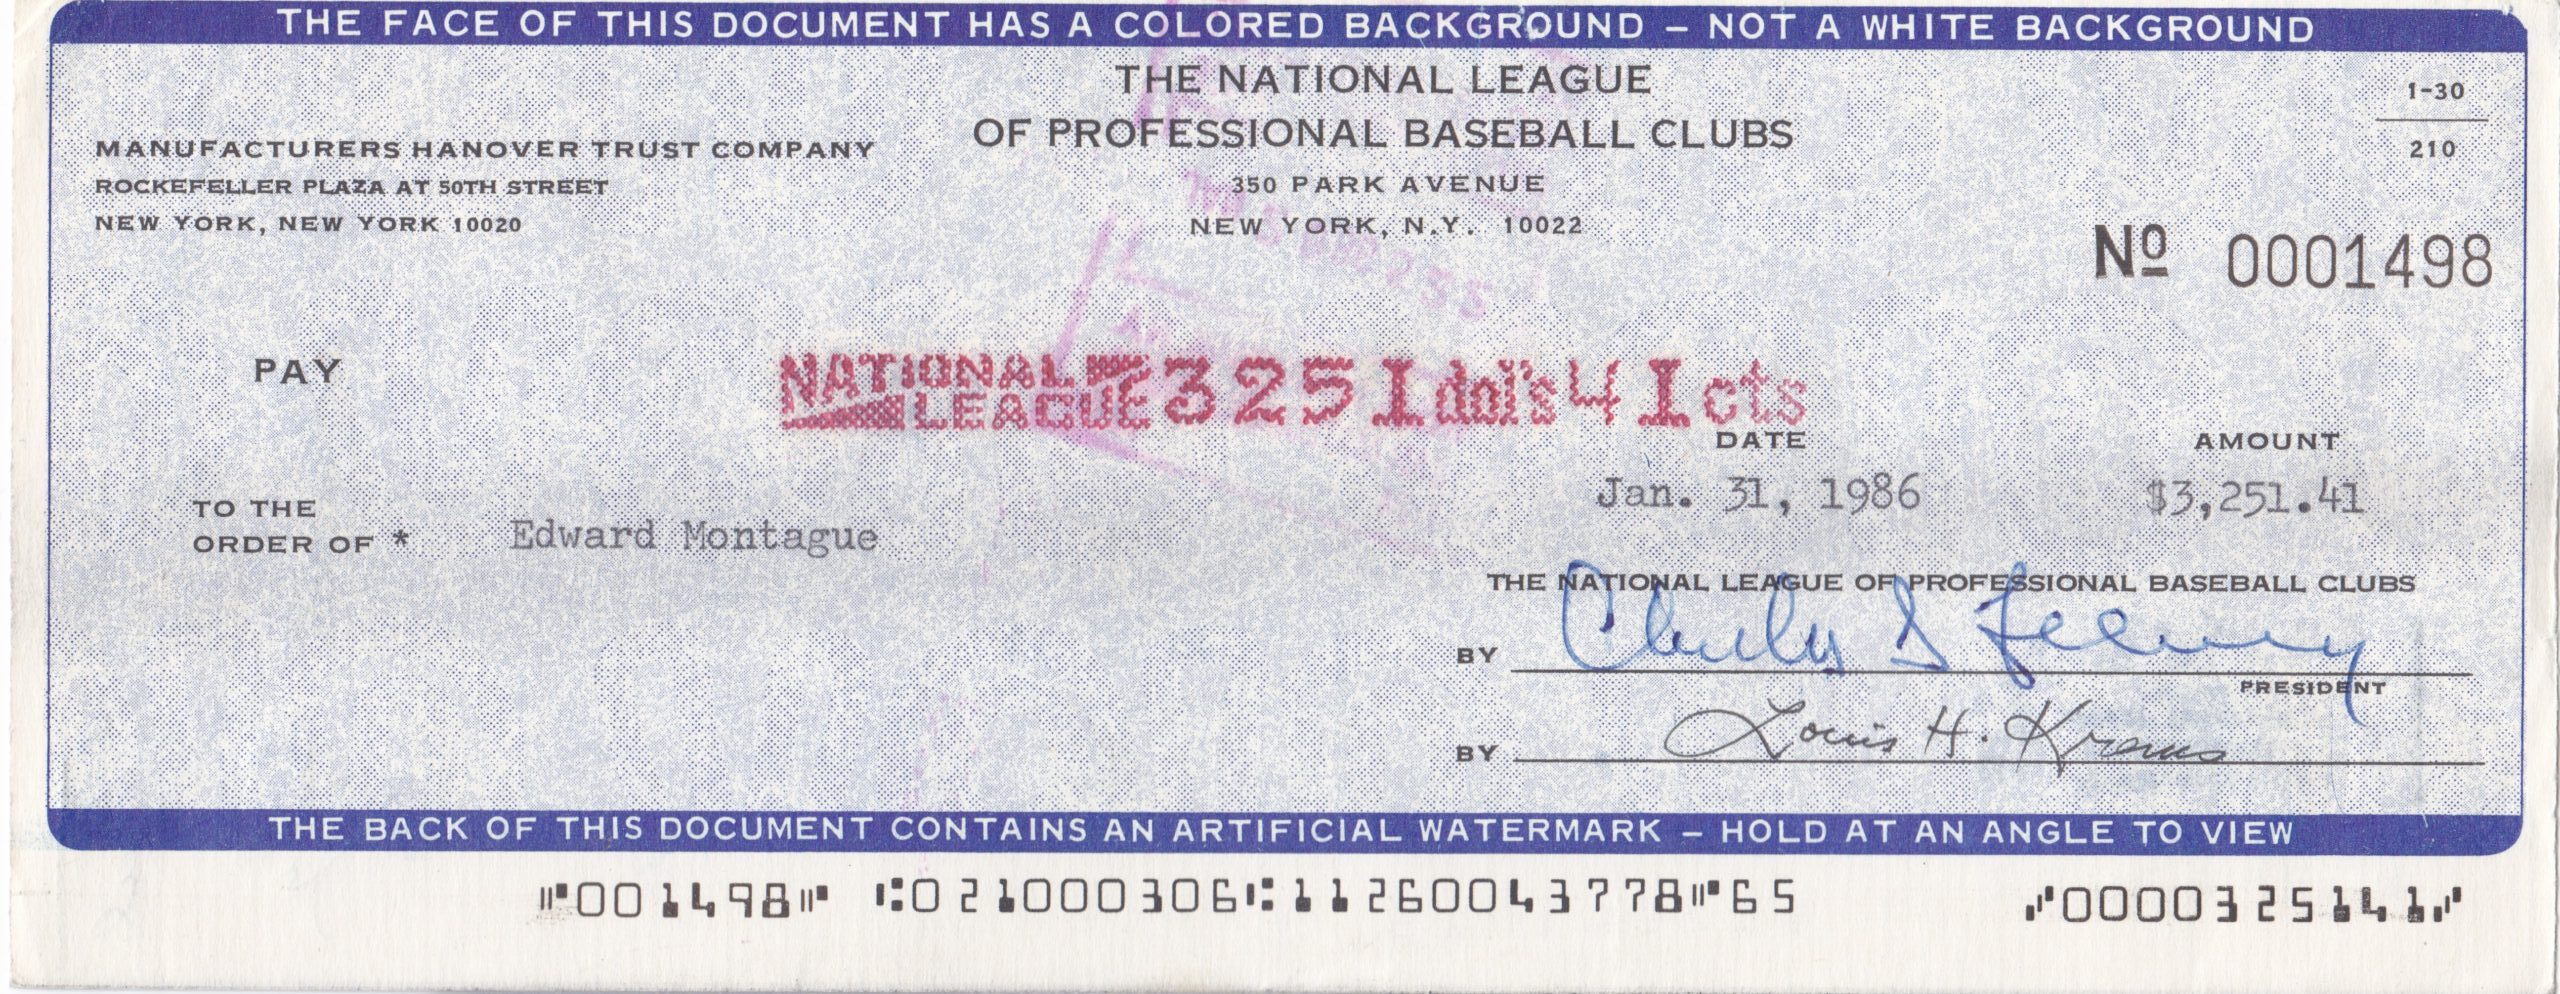 THE FACE OF THIS DOCUMENT HAS A COLORED BACKGROUND – NOT A WHITE BACKGROUND
THE NATIONAL LEAGUE
OF PROFESSIONAL BASEBALL CLUBS
350 PARK AVENUE
NEW YORK, N.Y. 10022
MANUFACTURERS HANOVER TRUST COMPANY
ROCKEFELLER PLAZA AT 50TH STREET
NEW YORK, NEW YORK 10020
1-30
210
Nº 0001498
PAY
NATIONAL LEAGUE 3251 dol's 41 cts
DATE
Jan. 31, 1986
AMOUNT
$3,251.41
TO THE
ORDER OF * Edward Montague
THE NATIONAL LEAGUE OF PROFESSIONAL BASEBALL CLUBS
BY Charles S Feeney
PRESIDENT
BY Louis H. Kraus
THE BACK OF THIS DOCUMENT CONTAINS AN ARTIFICIAL WATERMARK – HOLD AT AN ANGLE TO VIEW
⑈001498⑈ ⑆021000306⑆11260043778⑈65 ⑇0000325141⑇